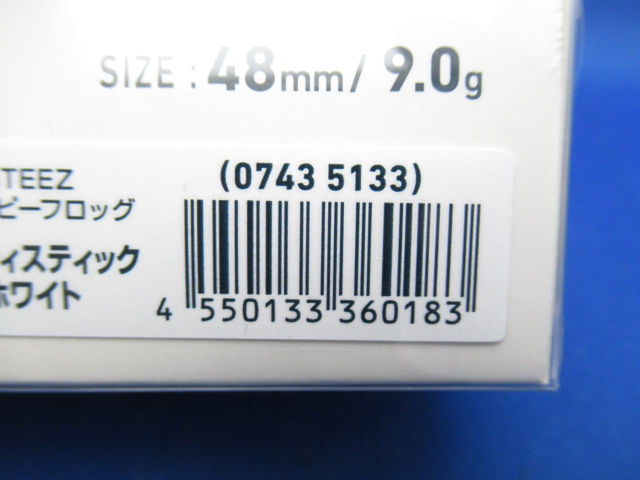 SIZE : 48mm/ 9.0g
STEEZ
ピーフロッグ
ィスティック
ホワイト
(0743 5133)
4 550133 360183